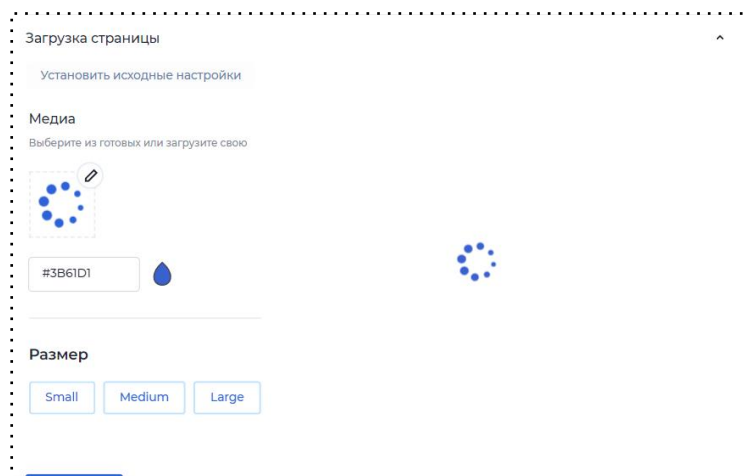 Загрузка страницы
Установить исходные настройки
Медиа
Выберите из готовых или загрузите свою
#3B61D1
Размер
Small Medium Large